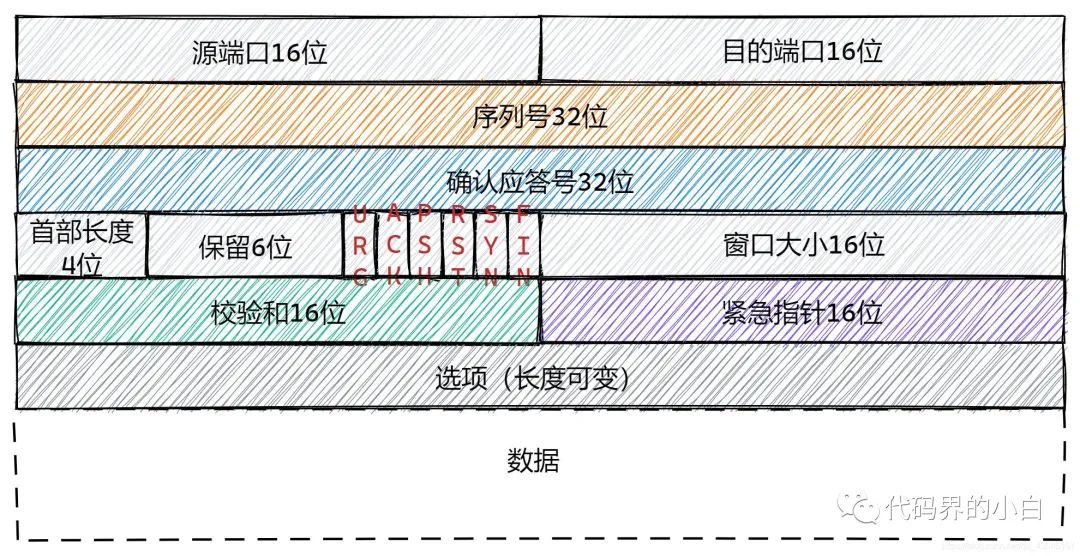 源端口16位
目的端口16位
序列号32位
确认应答号32位
首部长度
4位
保留6位
URG
ACK
PSH
RST
SYN
FIN
窗口大小16位
校验和16位
紧急指针16位
选项（长度可变）
数据
代码界的小白